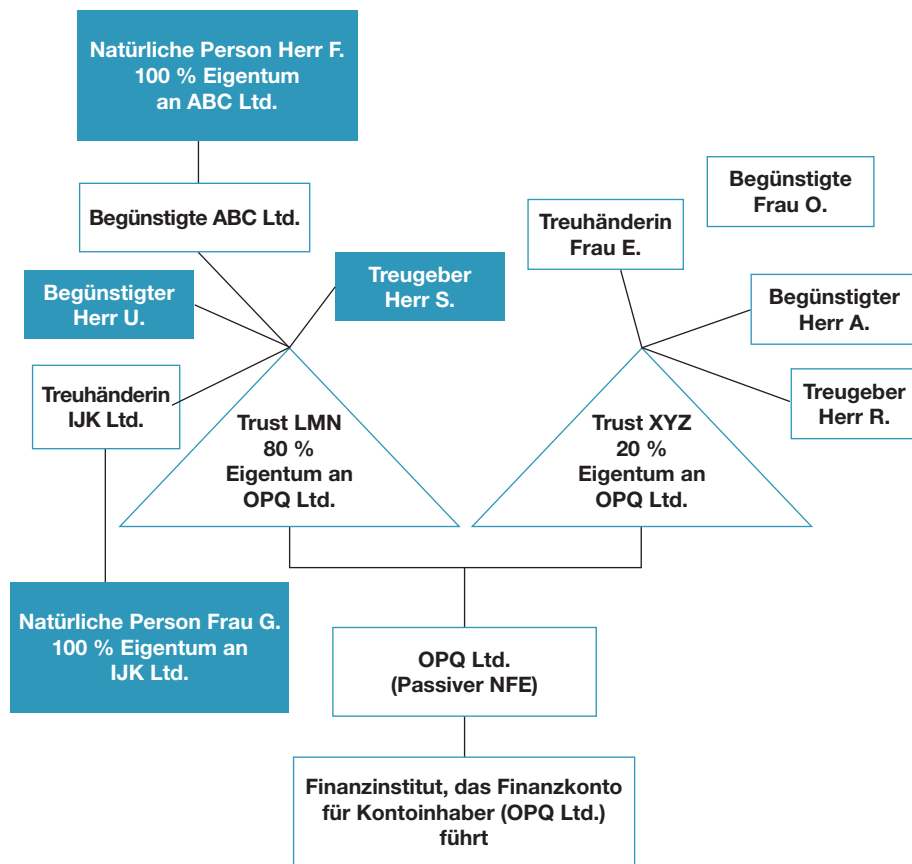 Natürliche Person Herr F.
100 % Eigentum
an ABC Ltd.
Begünstigte ABC Ltd.
Begünstigter
Herr U.
Treugeber
Herr S.
Treuhänderin
IJK Ltd.
Trust LMN
80 %
Eigentum an
OPQ Ltd.
Natürliche Person Frau G.
100 % Eigentum an
IJK Ltd.
Treuhänderin
Frau E.
Begünstigte
Frau O.
Begünstigter
Herr A.
Treugeber
Herr R.
Trust XYZ
20 %
Eigentum an
OPQ Ltd.
OPQ Ltd.
(Passiver NFE)
Finanzinstitut, das Finanzkonto
für Kontoinhaber (OPQ Ltd.)
führt